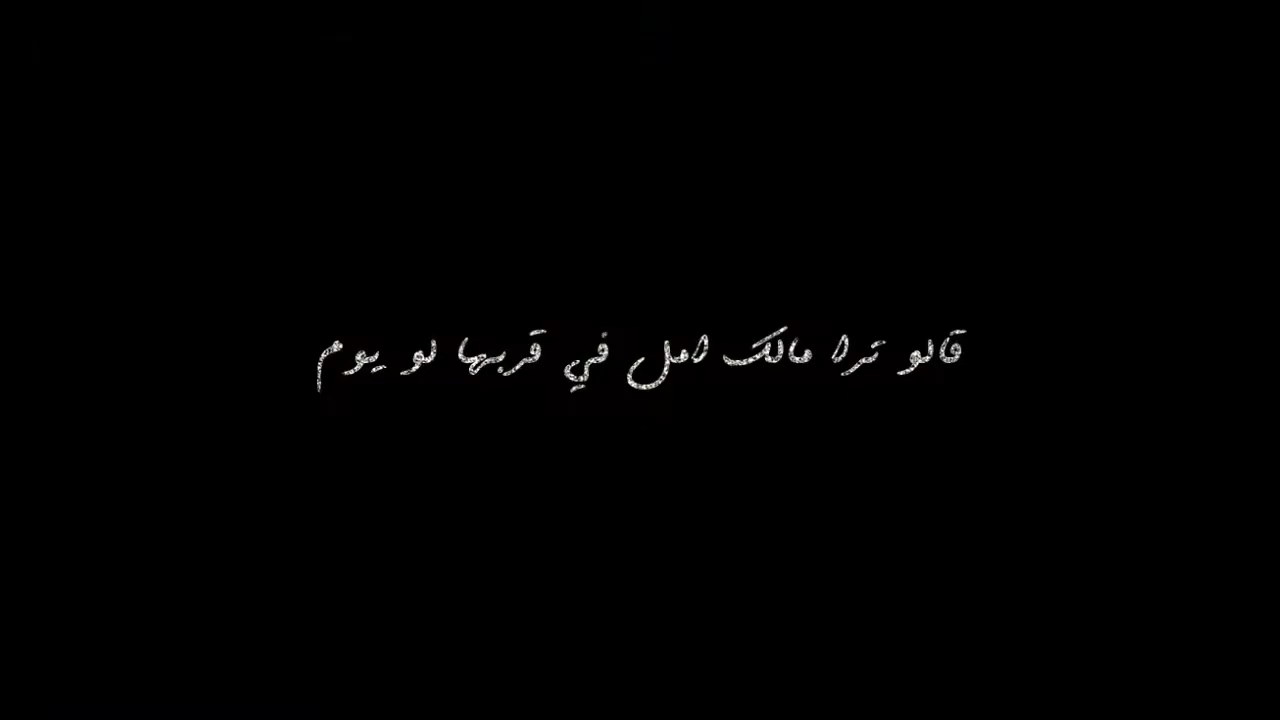 قالو ترا مالك امل في قربها لو يوم